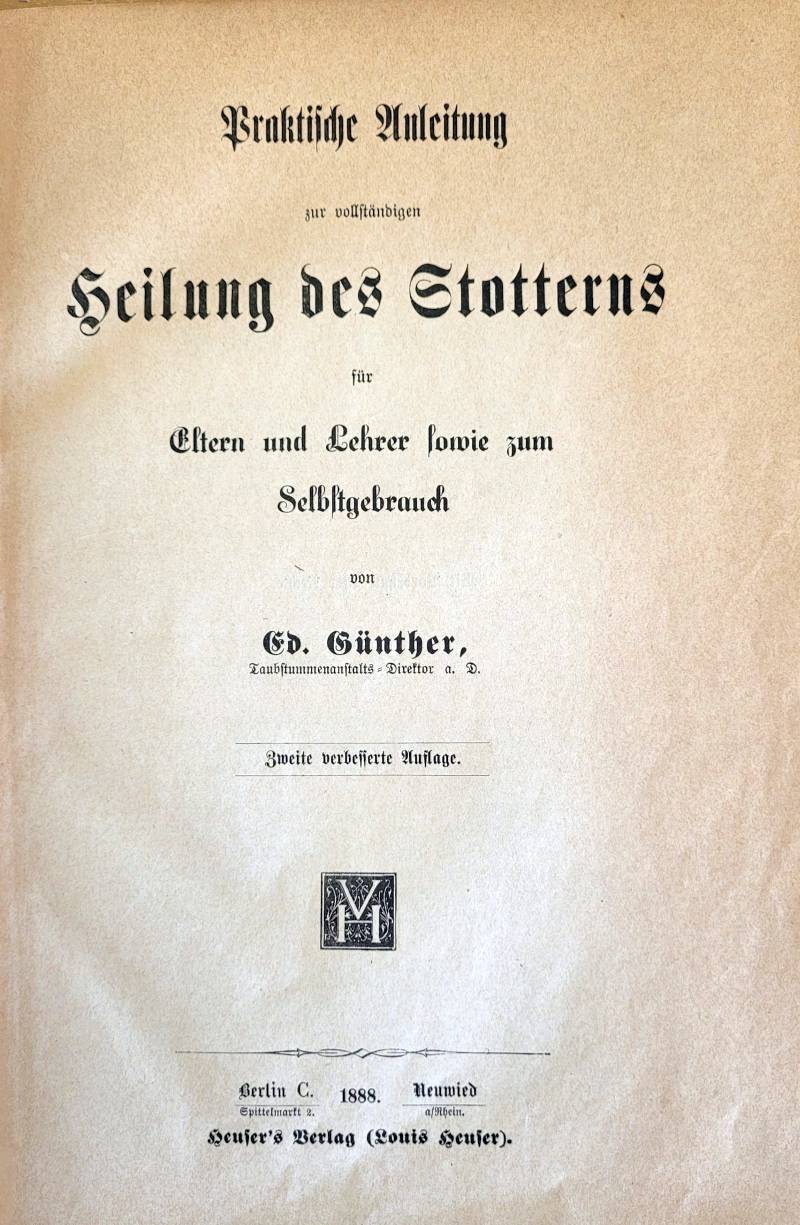 Praktische Anleitung
zur vollständigen
Heilung des Stotterns
für
Eltern und Lehrer sowie zum
Selbstgebrauch
von
Ed. Günther,
Taubstummenanstalts-Direktor a. D.
Zweite verbesserte Auflage.
VH
Berlin C. 1888. Neuwied
Spittelmarkt 2. a/Rhein.
Heuser's Verlag (Louis Heuser).